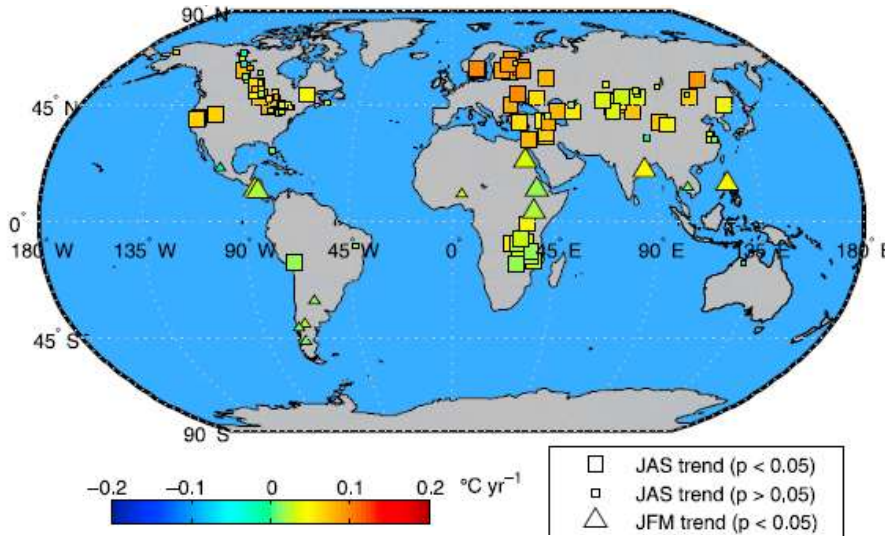 90° N
45° N
0°
180° W 135° W 90° W 45° W 0° 45° E 90° E 135° E 180° E
45° S
90° S
−0.2 −0.1 0 0.1 0.2 °C yr−1
JAS trend (p < 0.05)
JAS trend (p > 0.05)
JFM trend (p < 0.05)